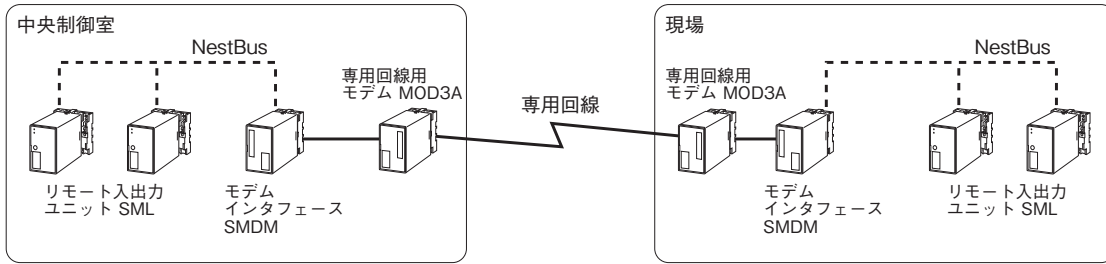 中央制御室
NestBus
専用回線用
モデム MOD3A
リモート入出力
ユニット SML
モデム
インタフェース
SMDM
専用回線
現場
NestBus
専用回線用
モデム MOD3A
モデム
インタフェース
SMDM
リモート入出力
ユニット SML